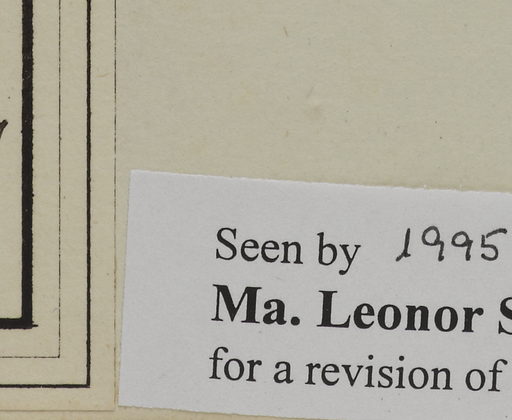 Seen by 1995
Ma. Leonor S
for a revision of